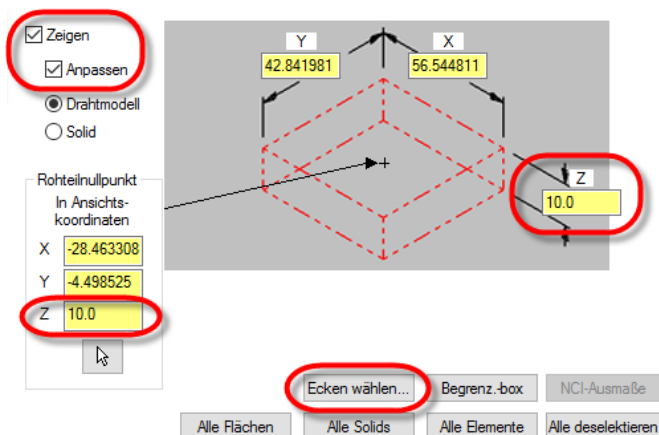 Zeigen
Anpassen
Drahtmodell
Solid
Y
42.841981
X
56.544811
Z
10.0
Rohteilnullpunkt
In Ansichts-
koordinaten
X -28.463308
Y -4.498525
Z 10.0
Ecken wählen... Begrenz.-box NCI-Ausmaße
Alle Flächen Alle Solids Alle Elemente Alle deselektieren